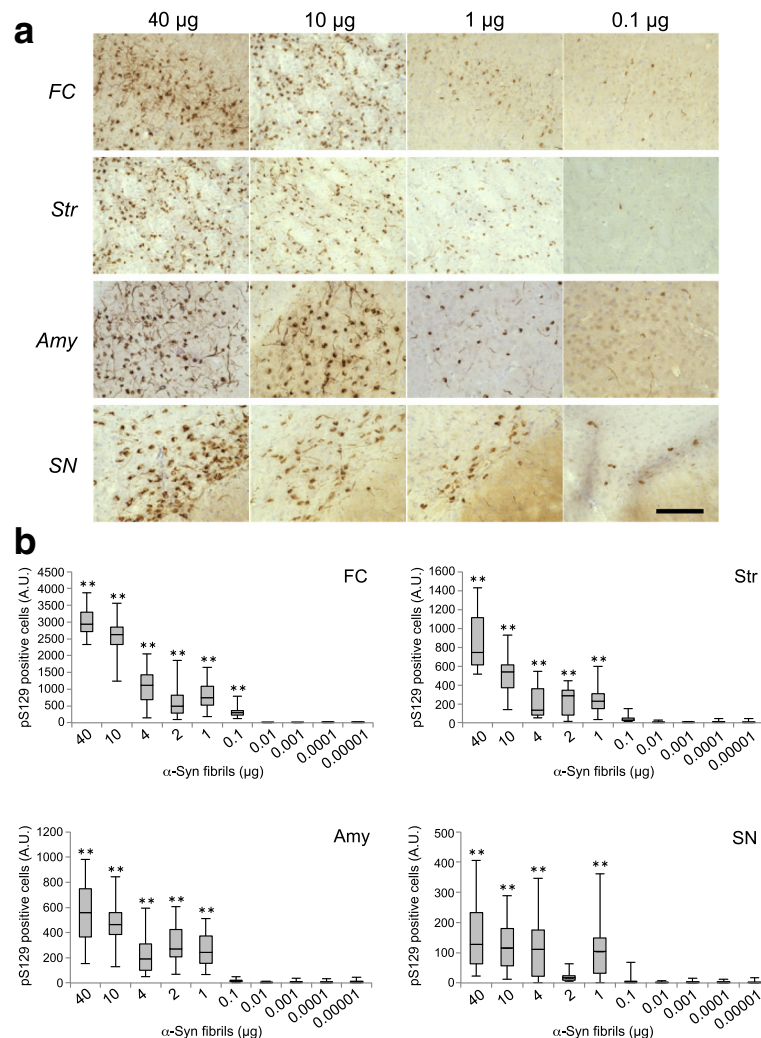 a
40 µg 10 µg 1 µg 0.1 µg
FC
Str
Amy
SN
b
FC
pS129 positive cells (A.U.)
4500
4000
3500
3000
2500
2000
1500
1000
500
0
** ** ** ** ** **
40 10 4 2 1 0.1 0.01 0.001 0.0001 0.00001
α-Syn fibrils (µg)
Str
pS129 positive cells (A.U.)
1600
1400
1200
1000
800
600
400
200
0
** ** ** ** **
40 10 4 2 1 0.1 0.01 0.001 0.0001 0.00001
α-Syn fibrils (µg)
Amy
pS129 positive cells (A.U.)
1200
1000
800
600
400
200
0
** ** ** ** **
40 10 4 2 1 0.1 0.01 0.001 0.0001 0.00001
α-Syn fibrils (µg)
SN
pS129 positive cells (A.U.)
500
400
300
200
100
0
** ** ** **
40 10 4 2 1 0.1 0.01 0.001 0.0001 0.00001
α-Syn fibrils (µg)